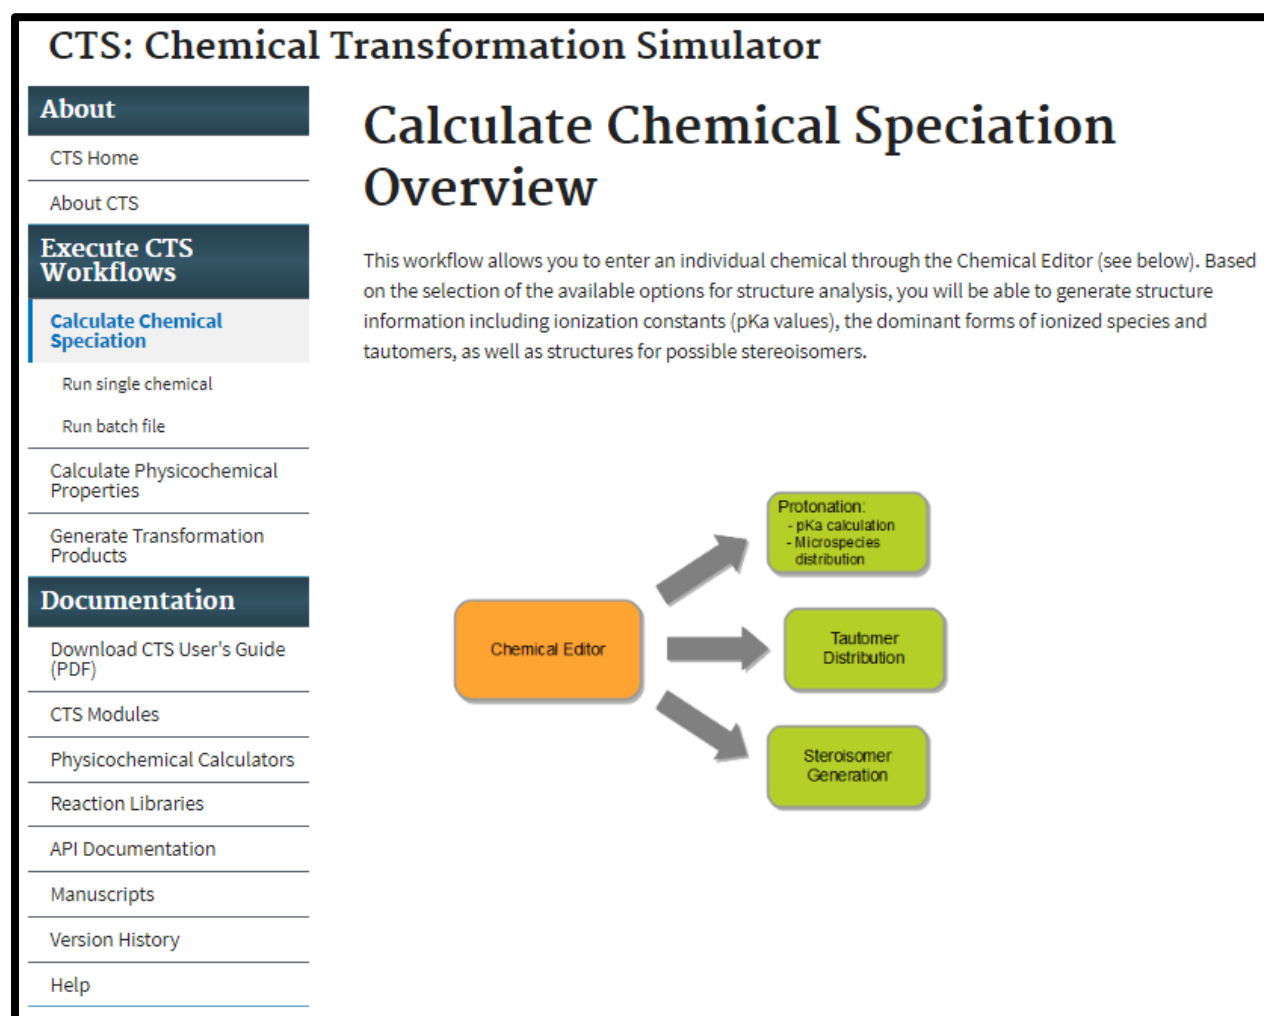 CTS: Chemical Transformation Simulator
About
CTS Home
About CTS
Execute CTS
Workflows
Calculate Chemical
Speciation
Run single chemical
Run batch file
Calculate Physicochemical
Properties
Generate Transformation
Products
Documentation
Download CTS User's Guide
(PDF)
CTS Modules
Physicochemical Calculators
Reaction Libraries
API Documentation
Manuscripts
Version History
Help
Calculate Chemical Speciation
Overview
This workflow allows you to enter an individual chemical through the Chemical Editor (see below). Based
on the selection of the available options for structure analysis, you will be able to generate structure
information including ionization constants (pKa values), the dominant forms of ionized species and
tautomers, as well as structures for possible stereoisomers.
Chemical Editor
Protonation:
- pKa calculation
- Microspecies
distribution
Tautomer
Distribution
Steroisomer
Generation